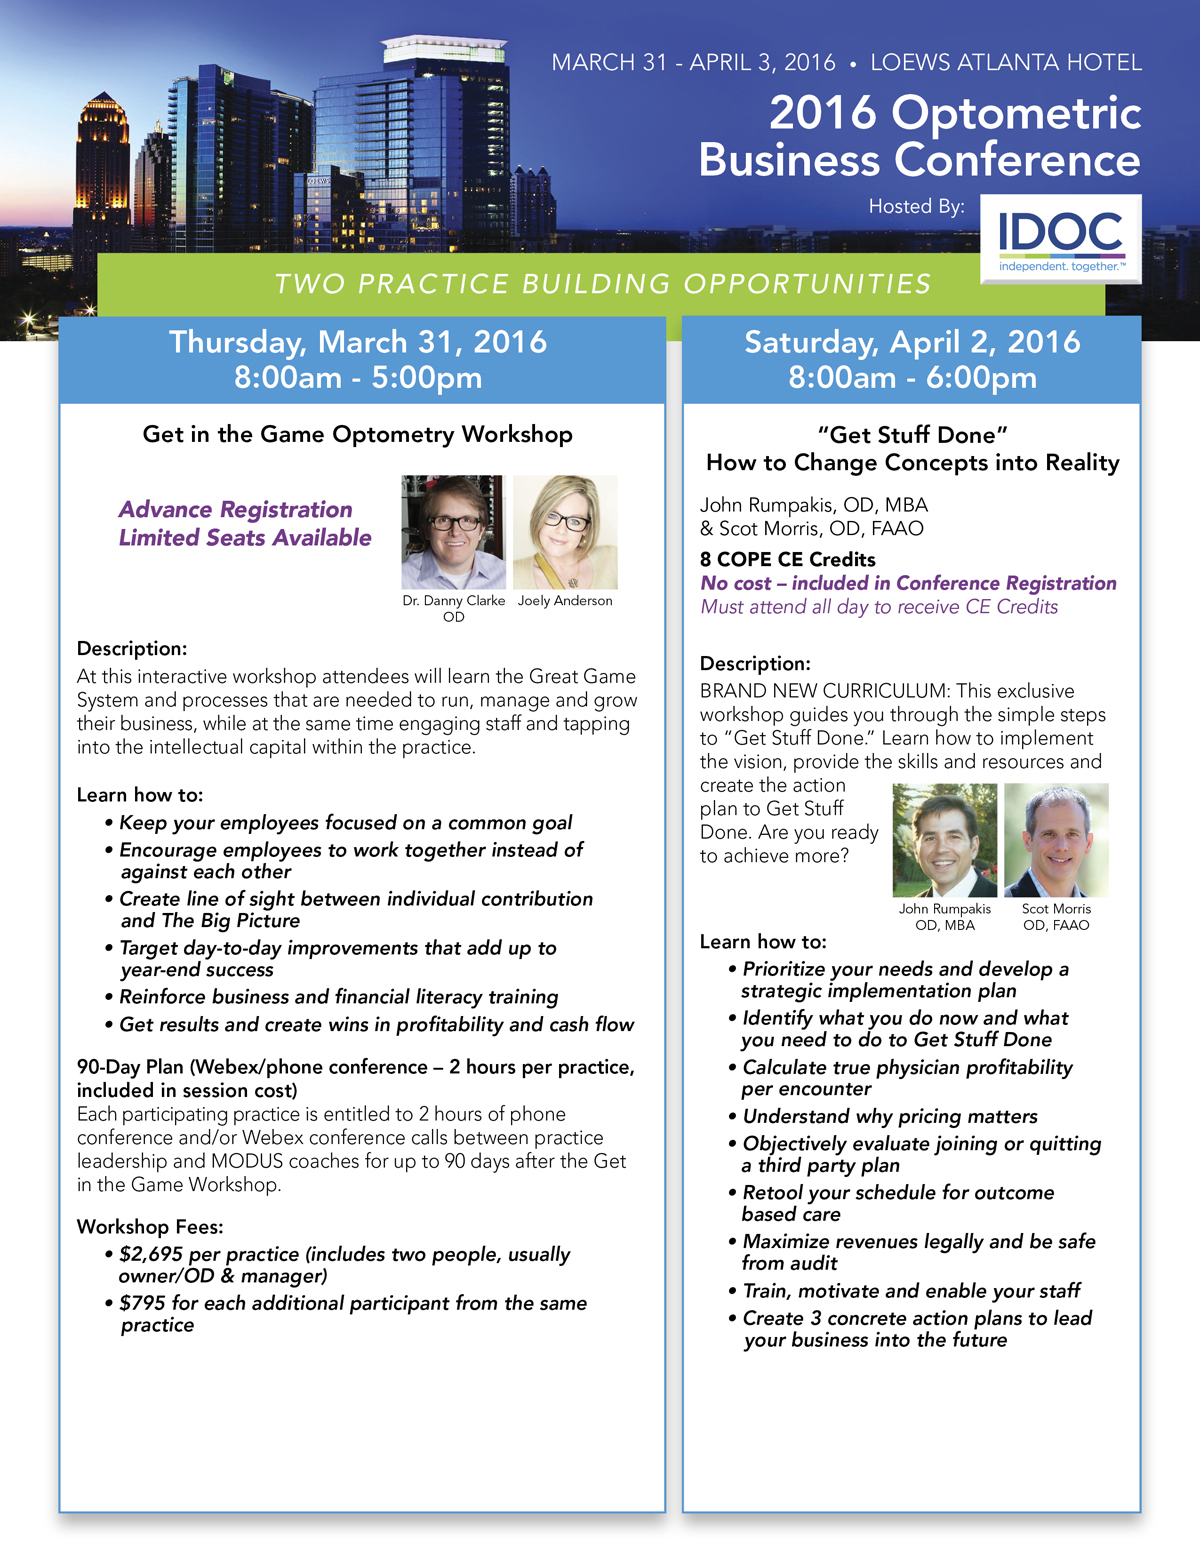 MARCH 31 - APRIL 3, 2016 • LOEWS ATLANTA HOTEL
2016 Optometric
Business Conference
Hosted By:
IDOC
independent. together.™
TWO PRACTICE BUILDING OPPORTUNITIES
Thursday, March 31, 2016
8:00am - 5:00pm
Get in the Game Optometry Workshop
Advance Registration
Limited Seats Available
Dr. Danny Clarke
OD
Joely Anderson
Description:
At this interactive workshop attendees will learn the Great Game
System and processes that are needed to run, manage and grow
their business, while at the same time engaging staff and tapping
into the intellectual capital within the practice.
Learn how to:
• Keep your employees focused on a common goal
• Encourage employees to work together instead of
against each other
• Create line of sight between individual contribution
and The Big Picture
• Target day-to-day improvements that add up to
year-end success
• Reinforce business and financial literacy training
• Get results and create wins in profitability and cash flow
90-Day Plan (Webex/phone conference – 2 hours per practice,
included in session cost)
Each participating practice is entitled to 2 hours of phone
conference and/or Webex conference calls between practice
leadership and MODUS coaches for up to 90 days after the Get
in the Game Workshop.
Workshop Fees:
• $2,695 per practice (includes two people, usually
owner/OD & manager)
• $795 for each additional participant from the same
practice
Saturday, April 2, 2016
8:00am - 6:00pm
“Get Stuff Done”
How to Change Concepts into Reality
John Rumpakis, OD, MBA
& Scot Morris, OD, FAAO
8 COPE CE Credits
No cost – included in Conference Registration
Must attend all day to receive CE Credits
Description:
BRAND NEW CURRICULUM: This exclusive
workshop guides you through the simple steps
to “Get Stuff Done.” Learn how to implement
the vision, provide the skills and resources and
create the action
plan to Get Stuff
Done. Are you ready
to achieve more?
John Rumpakis
OD, MBA
Scot Morris
OD, FAAO
Learn how to:
• Prioritize your needs and develop a
strategic implementation plan
• Identify what you do now and what
you need to do to Get Stuff Done
• Calculate true physician profitability
per encounter
• Understand why pricing matters
• Objectively evaluate joining or quitting
a third party plan
• Retool your schedule for outcome
based care
• Maximize revenues legally and be safe
from audit
• Train, motivate and enable your staff
• Create 3 concrete action plans to lead
your business into the future